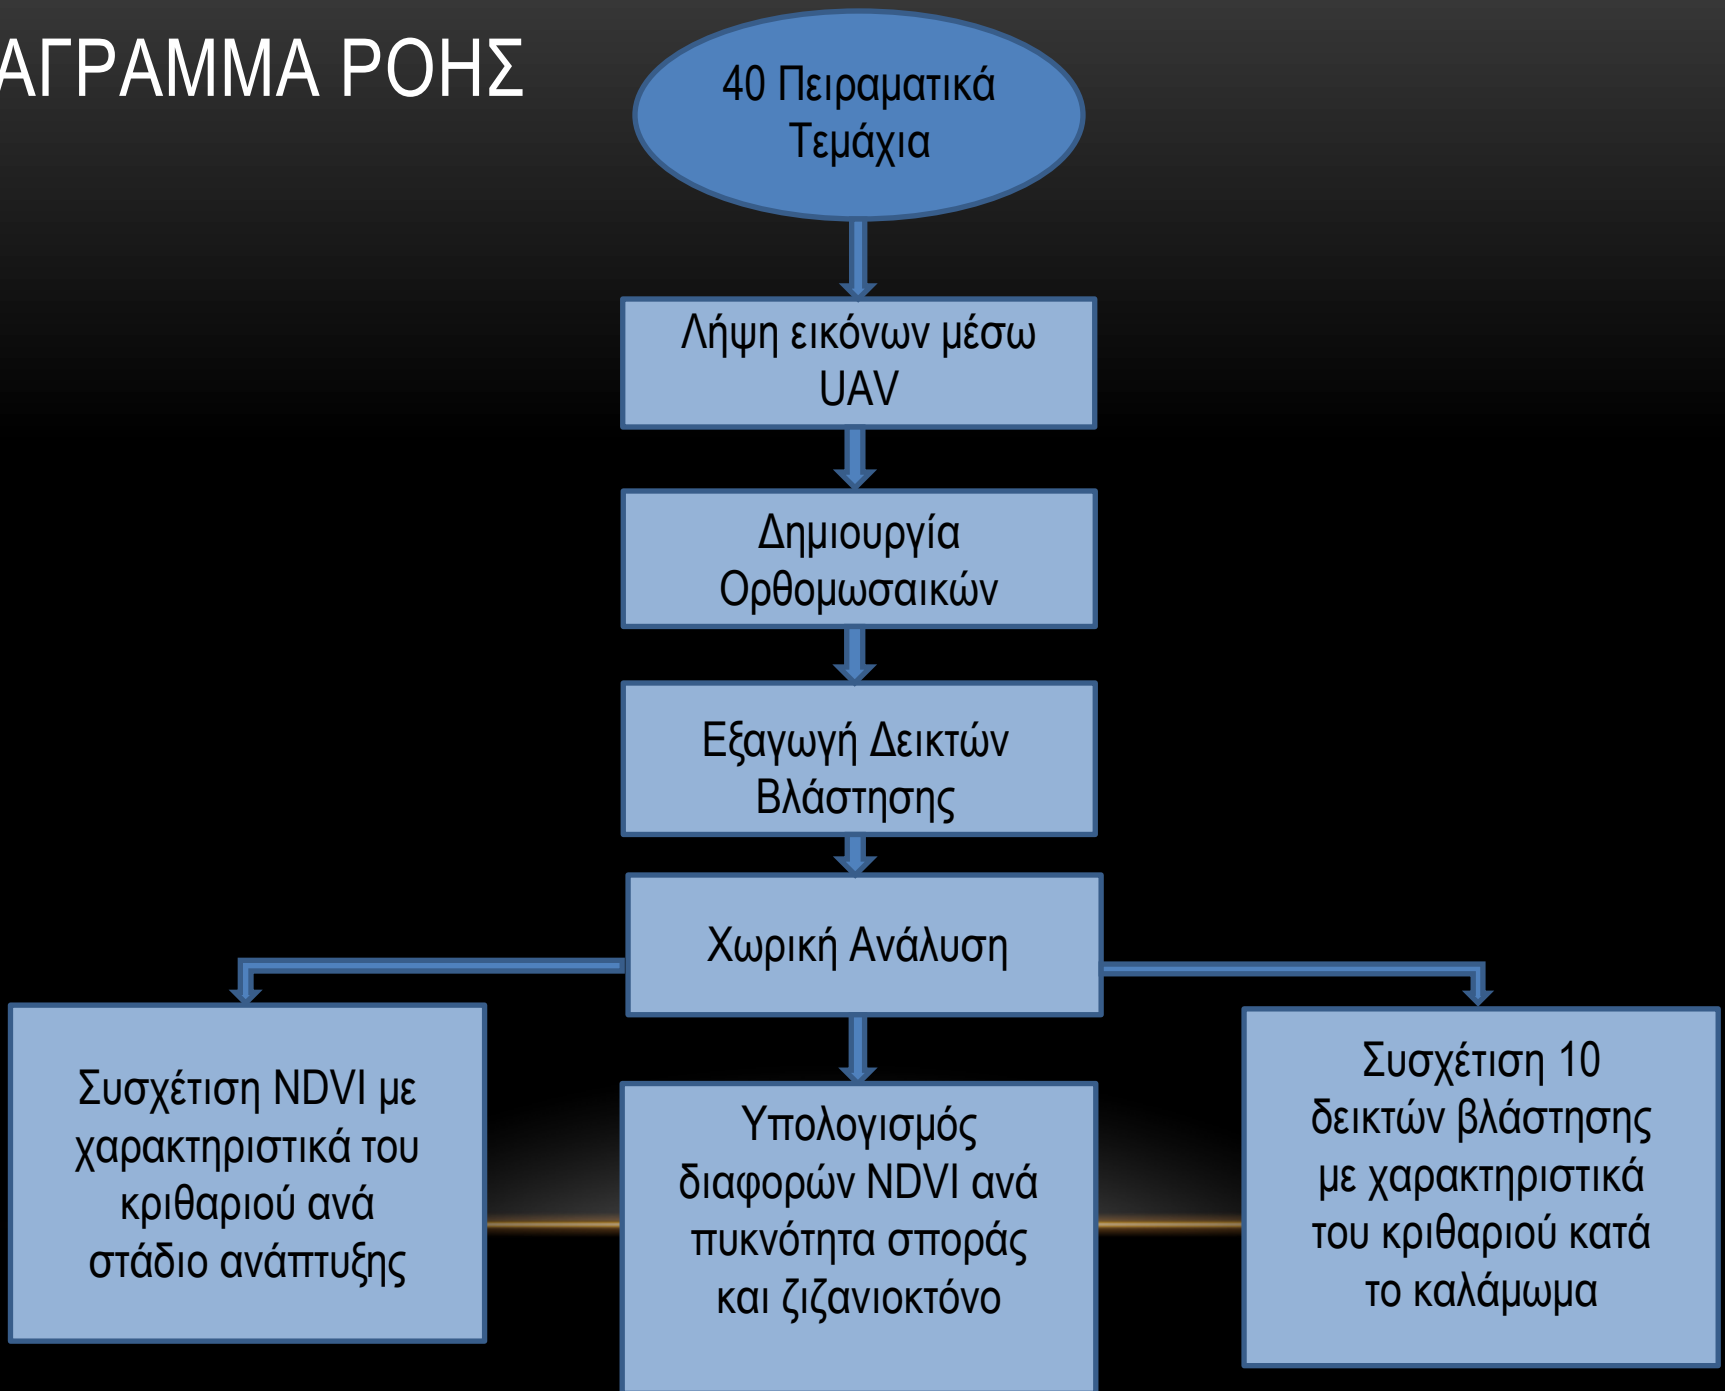 ΑΓΡΑΜΜΑ ΡΟΗΣ
40 Πειραματικά
Τεμάχια
Λήψη εικόνων μέσω
UAV
Δημιουργία
Ορθομωσαικών
Εξαγωγή Δεικτών
Βλάστησης
Χωρική Ανάλυση
Συσχέτιση NDVI με
χαρακτηριστικά του
κριθαριού ανά
στάδιο ανάπτυξης
Υπολογισμός
διαφορών NDVI ανά
πυκνότητα σποράς
και ζιζανιοκτόνο
Συσχέτιση 10
δεικτών βλάστησης
με χαρακτηριστικά
του κριθαριού κατά
το καλάμωμα